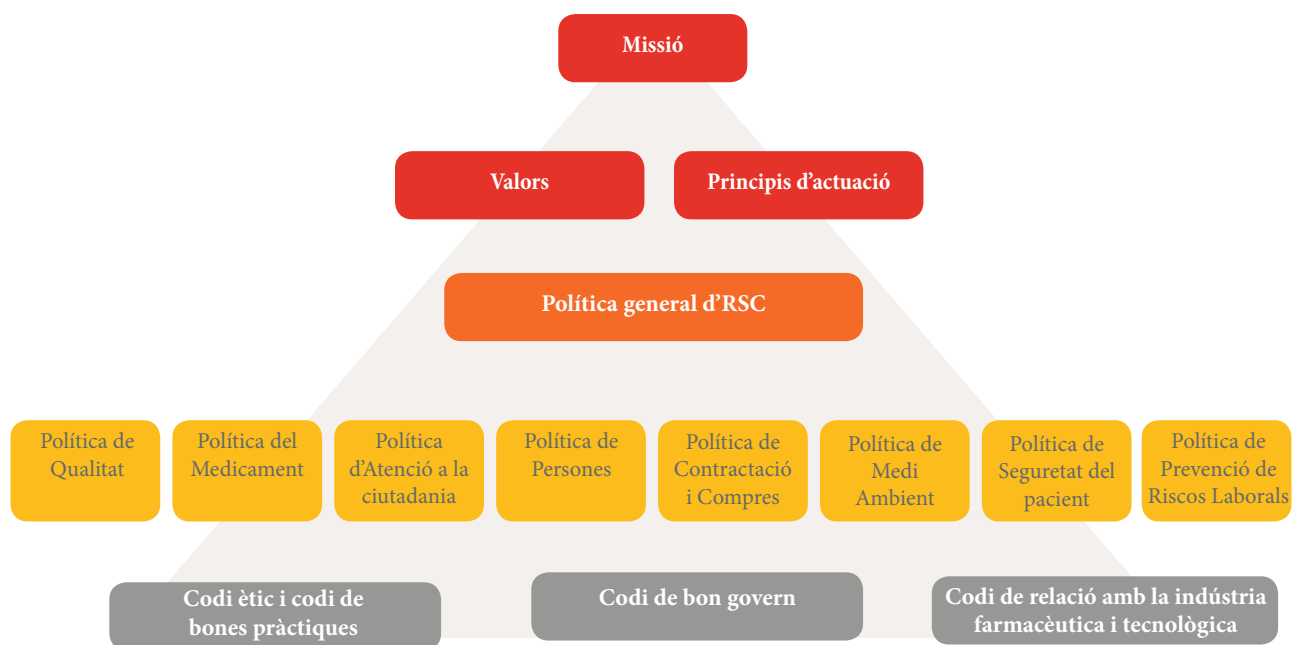 Missió
Valors
Principis d’actuació
Política general d’RSC
Política de
Qualitat
Política del
Medicament
Política
d’Atenció a la
ciutadania
Política de
Persones
Política de
Contractació
i Compres
Política de
Medi
Ambient
Política de
Seguretat del
pacient
Política de
Prevenció de
Riscos Laborals
Codi ètic i codi de
bones pràctiques
Codi de bon govern
Codi de relació amb la indústria
farmacèutica i tecnològica